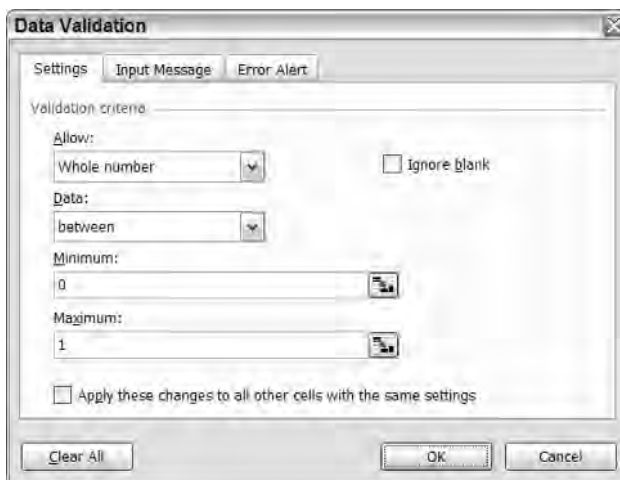 Data Validation
Settings Input Message Error Alert
Validation criteria
Allow:
Whole number
Ignore blank
Data:
between
Minimum:
0
Maximum:
1
Apply these changes to all other cells with the same settings
Clear All OK Cancel